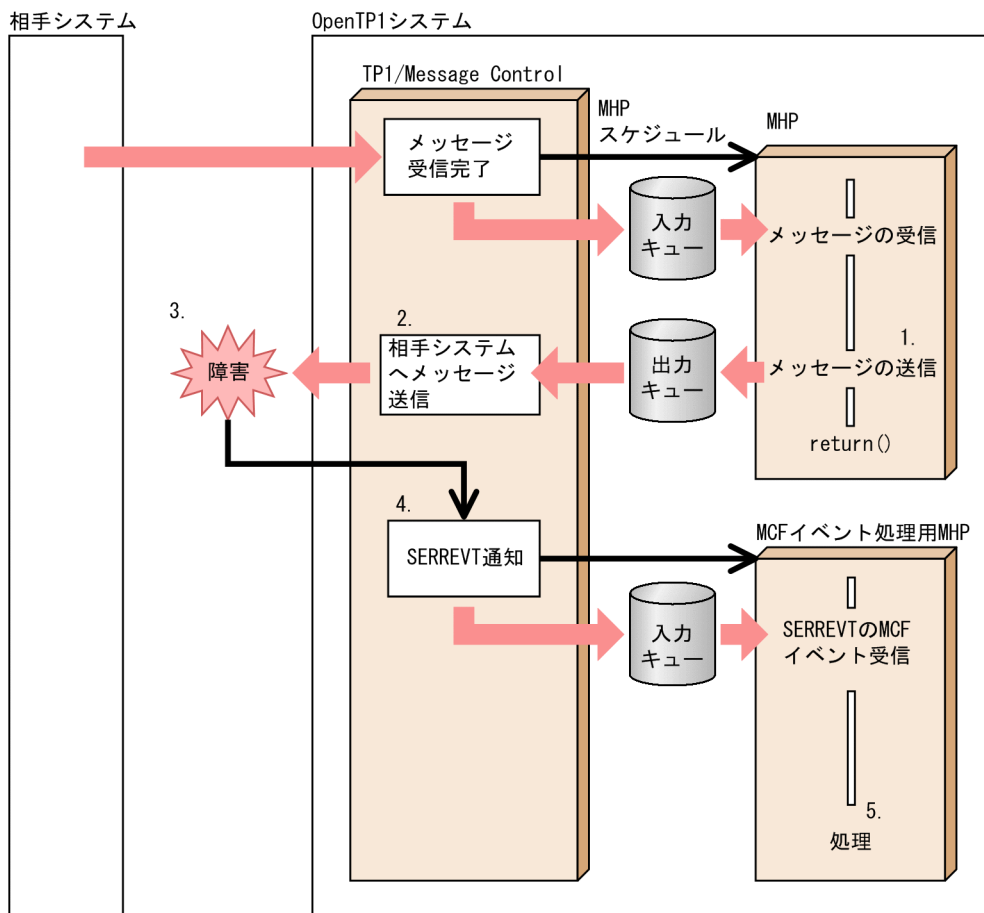 相手システム
OpenTP1システム
TP1/Message Control
MHP
スケジュール
MHP
メッセージ
受信完了
入力
キュー
メッセージの受信
3.
障害
2.
相手システム
へメッセージ
送信
出力
キュー
1.
メッセージの送信
return()
4.
SERREVT通知
MCFイベント処理用MHP
入力
キュー
SERREVTのMCF
イベント受信
5.
処理